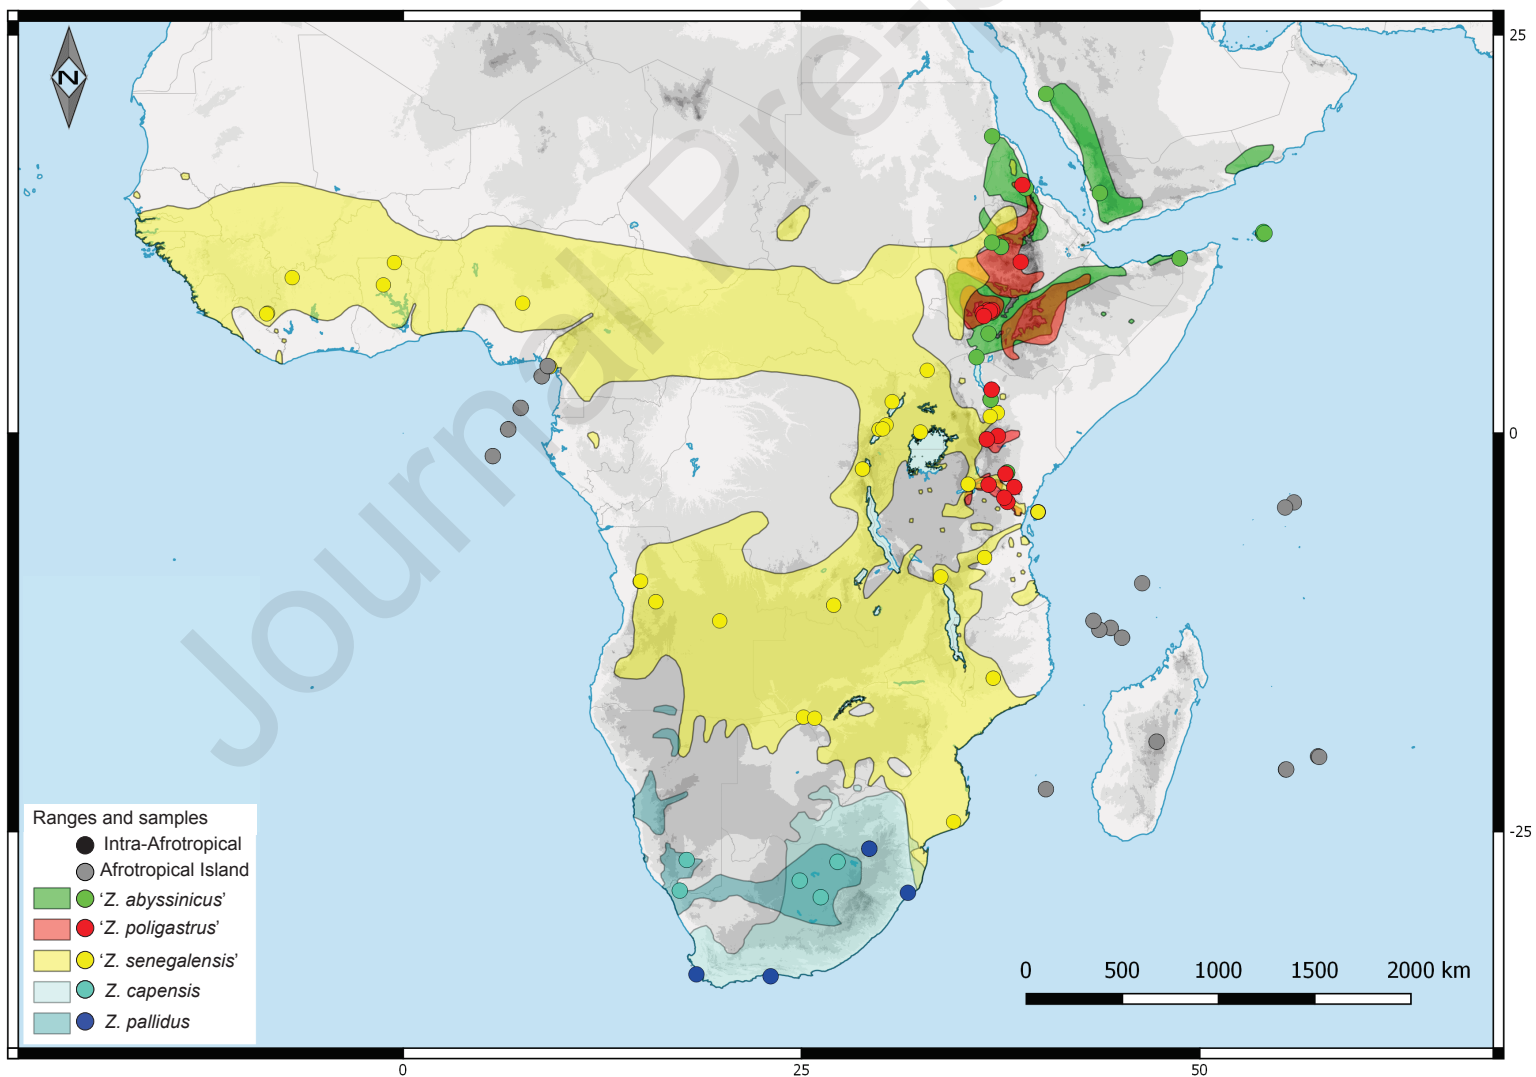 Journal Pre
N
25
0
-25
Ranges and samples
Intra-Afrotropical
Afrotropical Island
‘Z. abyssinicus’
‘Z. poligastrus’
‘Z. senegalensis’
Z. capensis
Z. pallidus
0 500 1000 1500 2000 km
0 25 50